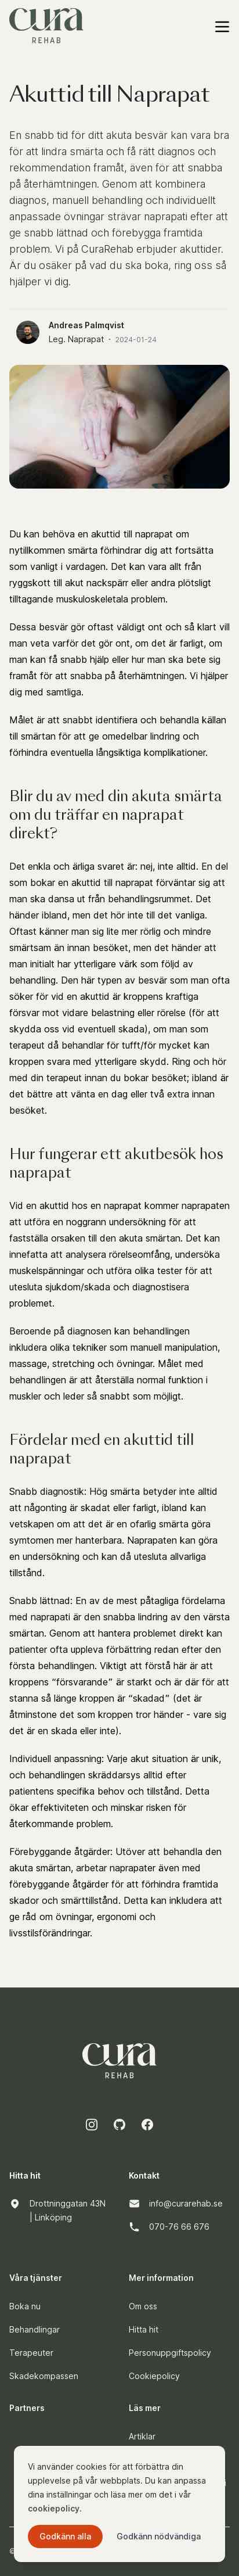 cura
REHAB
Akuttid till Naprapat
En snabb tid för ditt akuta besvär kan vara bra
för att lindra smärta och få rätt diagnos och
rekommendation framåt, även för att snabba
på återhämtningen. Genom att kombinera
diagnos, manuell behandling och individuellt
anpassade övningar strävar naprapati efter att
ge snabb lättnad och förebygga framtida
problem. Vi på CuraRehab erbjuder akuttider.
Är du osäker på vad du ska boka, ring oss så
hjälper vi dig.
Andreas Palmqvist
Leg. Naprapat · 2024-01-24
Du kan behöva en akuttid till naprapat om
nytillkommen smärta förhindrar dig att fortsätta
som vanligt i vardagen. Det kan vara allt från
ryggskott till akut nackspärr eller andra plötsligt
tilltagande muskuloskeletala problem.
Dessa besvär gör oftast väldigt ont och så klart vill
man veta varför det gör ont, om det är farligt, om
man kan få snabb hjälp eller hur man ska bete sig
framåt för att snabba på återhämtningen. Vi hjälper
dig med samtliga.
Målet är att snabbt identifiera och behandla källan
till smärtan för att ge omedelbar lindring och
förhindra eventuella långsiktiga komplikationer.
Blir du av med din akuta smärta
om du träffar en naprapat
direkt?
Det enkla och ärliga svaret är: nej, inte alltid. En del
som bokar en akuttid till naprapat förväntar sig att
man ska dansa ut från behandlingsrummet. Det
händer ibland, men det hör inte till det vanliga.
Oftast känner man sig lite mer rörlig och mindre
smärtsam än innan besöket, men det händer att
man initialt har ytterligare värk som följd av
behandling. Den här typen av besvär som man ofta
söker för vid en akuttid är kroppens kraftiga
försvar mot vidare belastning eller rörelse (för att
skydda oss vid eventuell skada), om man som
terapeut då behandlar för tufft/för mycket kan
kroppen svara med ytterligare skydd. Ring och hör
med din terapeut innan du bokar besöket; ibland är
det bättre att vänta en dag eller två extra innan
besöket.
Hur fungerar ett akutbesök hos
naprapat
Vid en akuttid hos en naprapat kommer naprapaten
att utföra en noggrann undersökning för att
fastställa orsaken till den akuta smärtan. Det kan
innefatta att analysera rörelseomfång, undersöka
muskelspänningar och utföra olika tester för att
utesluta sjukdom/skada och diagnostisera
problemet.
Beroende på diagnosen kan behandlingen
inkludera olika tekniker som manuell manipulation,
massage, stretching och övningar. Målet med
behandlingen är att återställa normal funktion i
muskler och leder så snabbt som möjligt.
Fördelar med en akuttid till
naprapat
Snabb diagnostik: Hög smärta betyder inte alltid
att någonting är skadat eller farligt, ibland kan
vetskapen om att det är en ofarlig smärta göra
symtomen mer hanterbara. Naprapaten kan göra
en undersökning och kan då utesluta allvarliga
tillstånd.
Snabb lättnad: En av de mest påtagliga fördelarna
med naprapati är den snabba lindring av den värsta
smärtan. Genom att hantera problemet direkt kan
patienter ofta uppleva förbättring redan efter den
första behandlingen. Viktigt att förstå här är att
kroppens “försvarande” är starkt och är där för att
stanna så länge kroppen är “skadad” (det är
åtminstone det som kroppen tror händer - vare sig
det är en skada eller inte).
Individuell anpassning: Varje akut situation är unik,
och behandlingen skräddarsys alltid efter
patientens specifika behov och tillstånd. Detta
ökar effektiviteten och minskar risken för
återkommande problem.
Förebyggande åtgärder: Utöver att behandla den
akuta smärtan, arbetar naprapater även med
förebyggande åtgärder för att förhindra framtida
skador och smärttillstånd. Detta kan inkludera att
ge råd om övningar, ergonomi och
livsstilsförändringar.
cura
REHAB
Hitta hit
Drottninggatan 43N
| Linköping
Kontakt
info@curarehab.se
070-76 66 676
Våra tjänster
Boka nu
Behandlingar
Terapeuter
Skadekompassen
Mer information
Om oss
Hitta hit
Personuppgiftspolicy
Cookiepolicy
Partners
Läs mer
Artiklar
Vi använder cookies för att förbättra din
upplevelse på vår webbplats. Du kan anpassa
dina inställningar och läsa mer om det i vår
cookiepolicy.
Godkänn alla
Godkänn nödvändiga